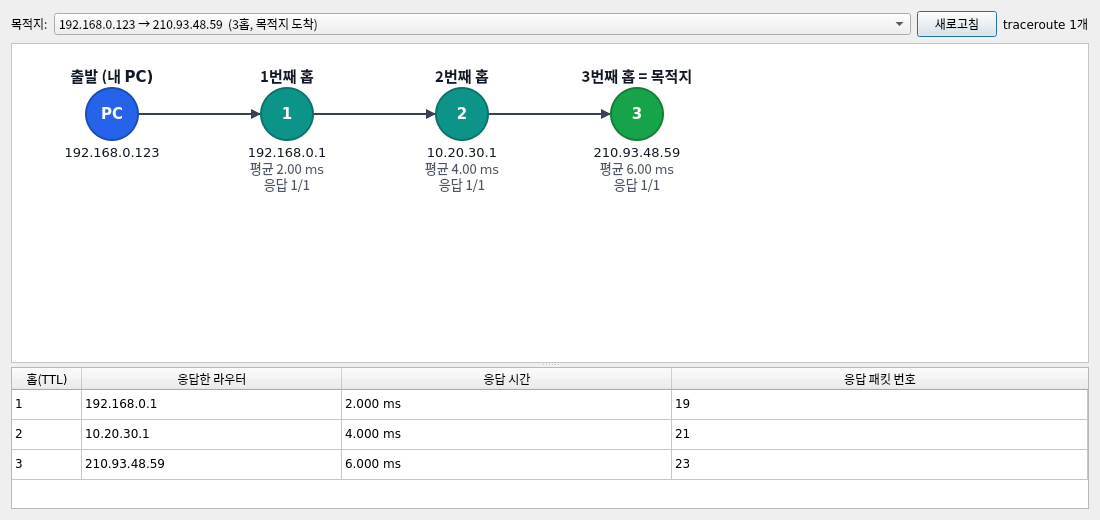 목적지: 192.168.0.123 → 210.93.48.59 (3홉, 목적지 도착) 새로고침 traceroute 1개
출발 (내 PC) 1번째 홉 2번째 홉 3번째 홉 = 목적지
PC 1 2 3
192.168.0.123 192.168.0.1 10.20.30.1 210.93.48.59
평균 2.00 ms 평균 4.00 ms 평균 6.00 ms
응답 1/1 응답 1/1 응답 1/1
홉(TTL) 응답한 라우터 응답 시간 응답 패킷 번호
1 192.168.0.1 2.000 ms 19
2 10.20.30.1 4.000 ms 21
3 210.93.48.59 6.000 ms 23